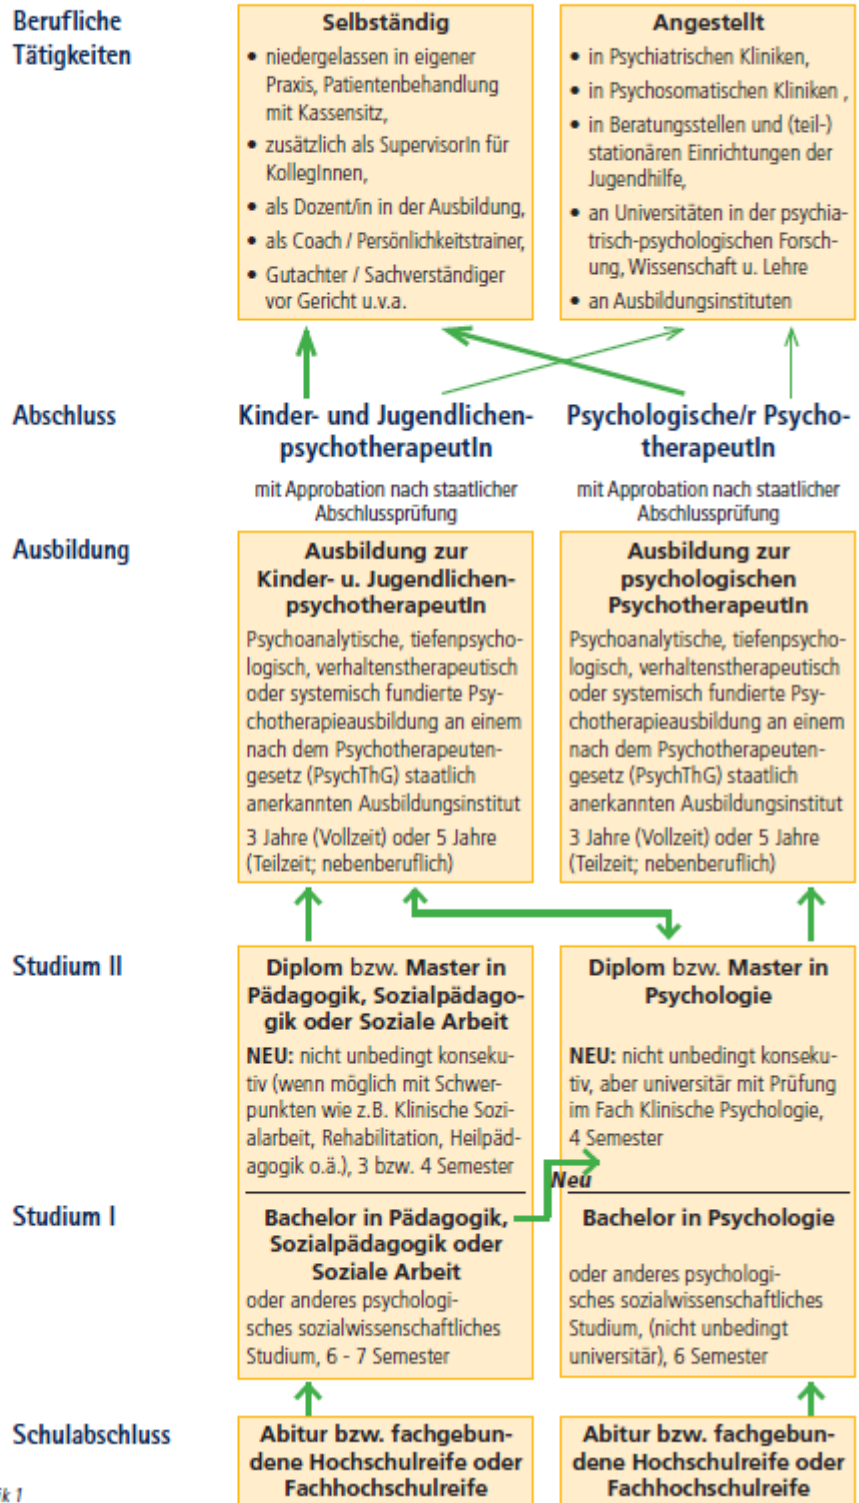 Berufliche
Tätigkeiten
Selbständig
• niedergelassen in eigener
Praxis, Patientenbehandlung
mit Kassensitz,
• zusätzlich als SupervisorIn für
KollegInnen,
• als Dozent/in in der Ausbildung,
• als Coach / Persönlichkeitstrainer,
• Gutachter / Sachverständiger
vor Gericht u.v.a.
Angestellt
• in Psychiatrischen Kliniken,
• in Psychosomatischen Kliniken ,
• in Beratungsstellen und (teil-)
stationären Einrichtungen der
Jugendhilfe,
• an Universitäten in der psychia-
trisch-psychologischen Forsch-
ung, Wissenschaft u. Lehre
• an Ausbildungsinstituten
Abschluss
Kinder- und Jugendlichen-
psychotherapeutIn
mit Approbation nach staatlicher
Abschlussprüfung
Psychologische/r Psycho-
therapeutIn
mit Approbation nach staatlicher
Abschlussprüfung
Ausbildung
Ausbildung zur
Kinder- u. Jugendlichen-
psychotherapeutIn
Psychoanalytische, tiefenpsycho-
logisch, verhaltenstherapeutisch
oder systemisch fundierte Psy-
chotherapieausbildung an einem
nach dem Psychotherapeuten-
gesetz (PsychThG) staatlich
anerkannten Ausbildungsinstitut
3 Jahre (Vollzeit) oder 5 Jahre
(Teilzeit; nebenberuflich)
Ausbildung zur
psychologischen
PsychotherapeutIn
Psychoanalytische, tiefenpsycho-
logisch, verhaltenstherapeutisch
oder systemisch fundierte Psy-
chotherapieausbildung an einem
nach dem Psychotherapeuten-
gesetz (PsychThG) staatlich
anerkannten Ausbildungsinstitut
3 Jahre (Vollzeit) oder 5 Jahre
(Teilzeit; nebenberuflich)
Studium II
Diplom bzw. Master in
Pädagogik, Sozialpädago-
gik oder Soziale Arbeit
NEU: nicht unbedingt konseku-
tiv (wenn möglich mit Schwer-
punkten wie z.B. Klinische Sozi-
alarbeit, Rehabilitation, Heilpäd-
agogik o.ä.), 3 bzw. 4 Semester
Diplom bzw. Master in
Psychologie
NEU: nicht unbedingt konseku-
tiv, aber universitär mit Prüfung
im Fach Klinische Psychologie,
4 Semester
Neu
Studium I
Bachelor in Pädagogik,
Sozialpädagogik oder
Soziale Arbeit
oder anderes psychologi-
sches sozialwissenschaftliches
Studium, 6 - 7 Semester
Bachelor in Psychologie
oder anderes psychologi-
sches sozialwissenschaftliches
Studium, (nicht unbedingt
universitär), 6 Semester
Schulabschluss
Abitur bzw. fachgebun-
dene Hochschulreife oder
Fachhochschulreife
Abitur bzw. fachgebun-
dene Hochschulreife oder
Fachhochschulreife
ik 1